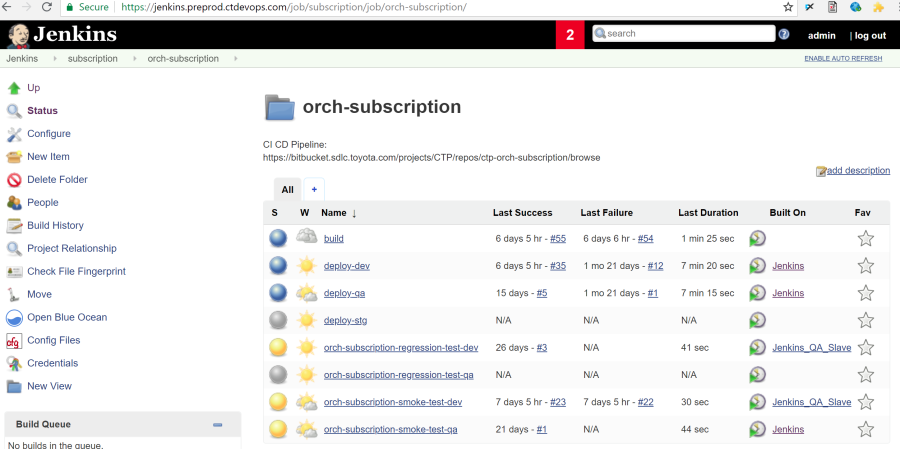 Secure https://jenkins.preprod.ctdevops.com/job/subscription/job/orch-subscription/
Jenkins 2 search ? admin | log out
Jenkins subscription orch-subscription ENABLE AUTO REFRESH
Up
Status
Configure
New Item
Delete Folder
People
Build History
Project Relationship
Check File Fingerprint
Move
Open Blue Ocean
cfg Config Files
Credentials
New View
Build Queue
No builds in the queue.
orch-subscription
CI CD Pipeline:
https://bitbucket.sdlc.toyota.com/projects/CTP/repos/ctp-orch-subscription/browse
add description
All +
S W Name ↓ Last Success Last Failure Last Duration Built On Fav
build 6 days 5 hr - #55 6 days 6 hr - #54 1 min 25 sec
deploy-dev 6 days 5 hr - #35 1 mo 21 days - #12 7 min 20 sec Jenkins
deploy-qa 15 days - #5 1 mo 21 days - #1 7 min 15 sec Jenkins
deploy-stg N/A N/A N/A
orch-subscription-regression-test-dev 26 days - #3 N/A 41 sec Jenkins_QA_Slave
orch-subscription-regression-test-qa N/A N/A N/A
orch-subscription-smoke-test-dev 7 days 5 hr - #23 7 days 5 hr - #22 30 sec Jenkins_QA_Slave
orch-subscription-smoke-test-qa 21 days - #1 N/A 44 sec Jenkins